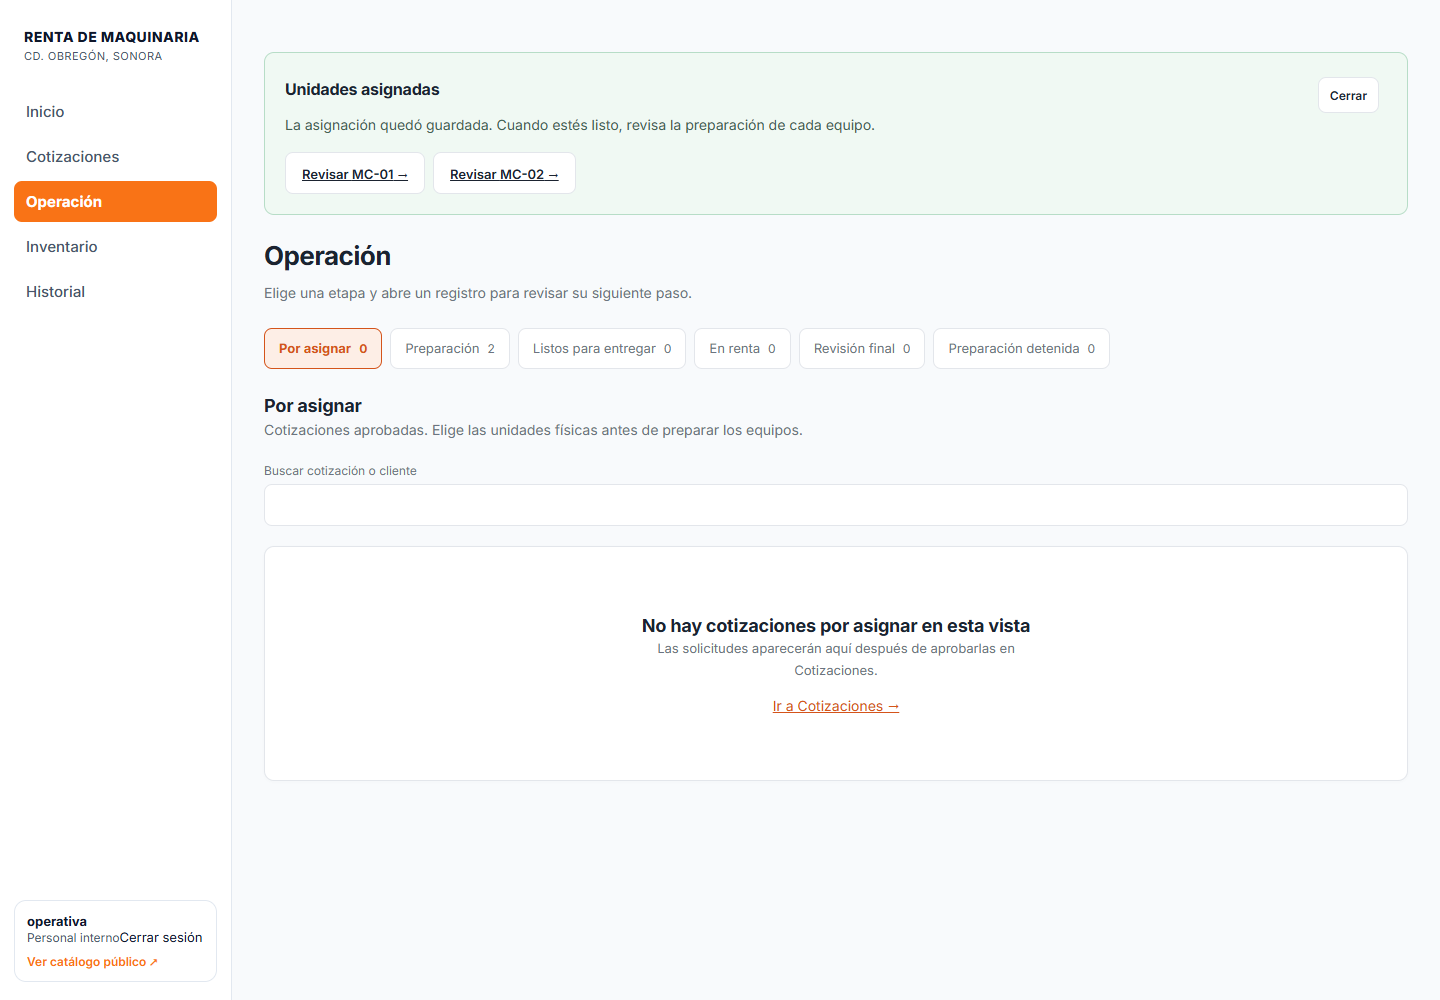 RENTA DE MAQUINARIA
CD. OBREGÓN, SONORA
Inicio
Cotizaciones
Operación
Inventario
Historial
operativa
Personal internoCerrar sesión
Ver catálogo público ↗
Unidades asignadas
Cerrar
La asignación quedó guardada. Cuando estés listo, revisa la preparación de cada equipo.
Revisar MC-01 →
Revisar MC-02 →
Operación
Elige una etapa y abre un registro para revisar su siguiente paso.
Por asignar 0
Preparación 2
Listos para entregar 0
En renta 0
Revisión final 0
Preparación detenida 0
Por asignar
Cotizaciones aprobadas. Elige las unidades físicas antes de preparar los equipos.
Buscar cotización o cliente
No hay cotizaciones por asignar en esta vista
Las solicitudes aparecerán aquí después de aprobarlas en
Cotizaciones.
Ir a Cotizaciones →